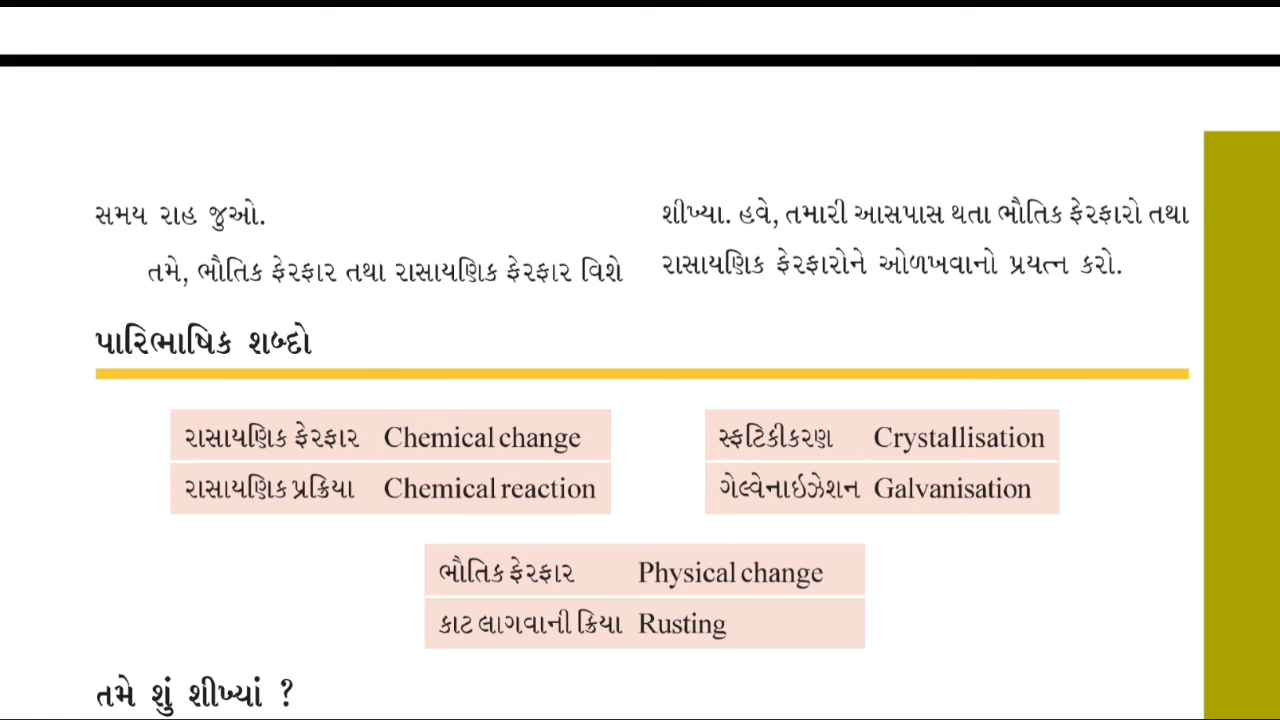 સમય રાહ જુઓ.
તમે, ભૌતિક ફેરફાર તથા રાસાયણિક ફેરફાર વિશે
શીખ્યા. હવે, તમારી આસપાસ થતા ભૌતિક ફેરફારો તથા
રાસાયણિક ફેરફારોને ઓળખવાનો પ્રયત્ન કરો.
પારિભાષિક શબ્દો
રાસાયણિક ફેરફાર Chemical change
રાસાયણિક પ્રક્રિયા Chemical reaction
સ્ફટિકીકરણ Crystallisation
ગેલ્વેનાઇઝેશન Galvanisation
ભૌતિક ફેરફાર Physical change
કાટ લાગવાની ક્રિયા Rusting
તમે શું શીખ્યાં ?